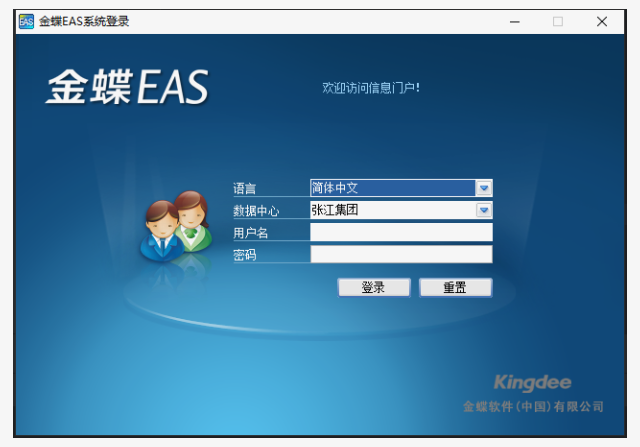 EAS 金蝶EAS系统登录
金蝶EAS
欢迎访问信息门户!
语言 简体中文
数据中心 张江集团
用户名
密码
登录 重置
Kingdee
金蝶软件(中国)有限公司